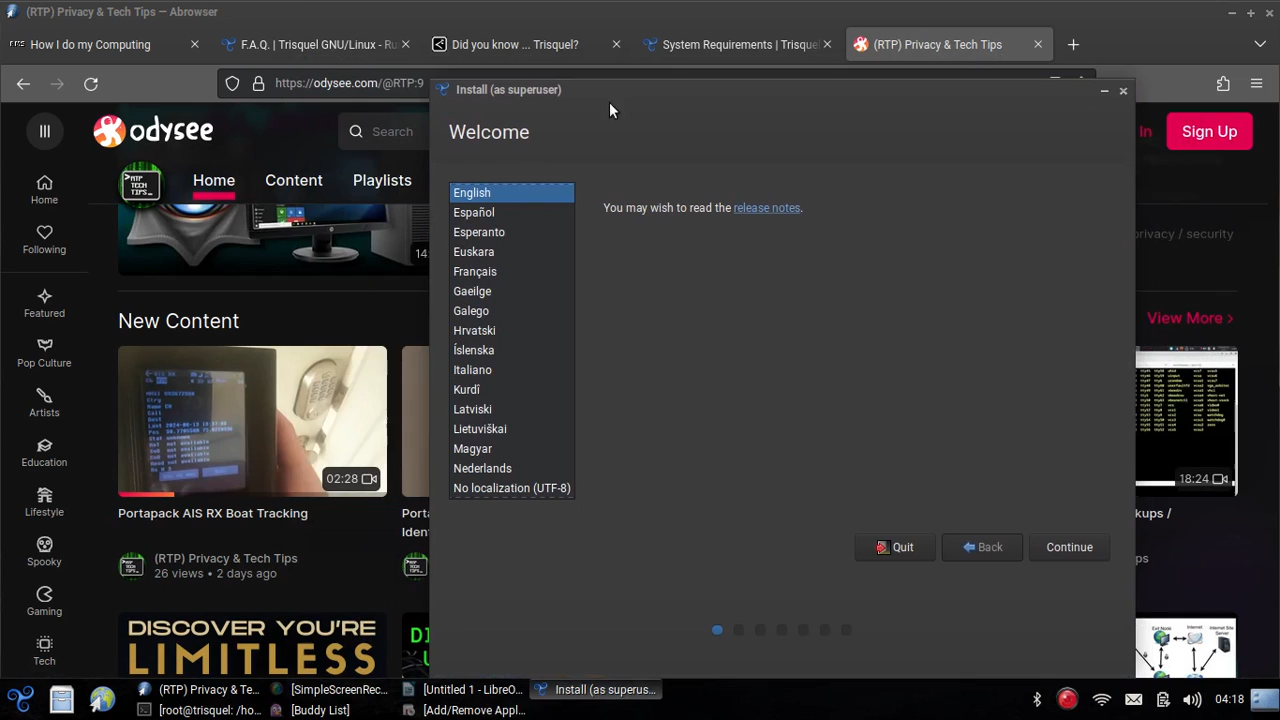 (RTP) Privacy & Tech Tips — Abrowser
How I do my Computing
F.A.Q. | Trisquel GNU/Linux - Ru
Did you know ... Trisquel?
System Requirements | Trisque
(RTP) Privacy & Tech Tips
https://odysee.com/@RTP:9
Install (as superuser)
odysee
Search
In
Sign Up
Welcome
Home
Content
Playlists
English
Español
Esperanto
Euskara
Français
Gaeilge
Galego
Hrvatski
Íslenska
Italiano
Kurdî
Latviski
Lietuviškai
Magyar
Nederlands
No localization (UTF-8)
You may wish to read the release notes.
privacy / security
14
Home
Following
Featured
Pop Culture
Artists
Education
Lifestyle
Spooky
Gaming
Tech
New Content
View More
02:28
18:24
Portapack AIS RX Boat Tracking
Porta
Iden
kups /
(RTP) Privacy & Tech Tips
26 views • 2 days ago
ps
Quit
Back
Continue
DISCOVER YOU'RE
LIMITLESS
DI
(RTP) Privacy & Te...
[SimpleScreenRec...
[Untitled 1 - LibreO...
Install (as superus...
[root@trisquel: /ho...
[Buddy List]
[Add/Remove Appl...
04:18